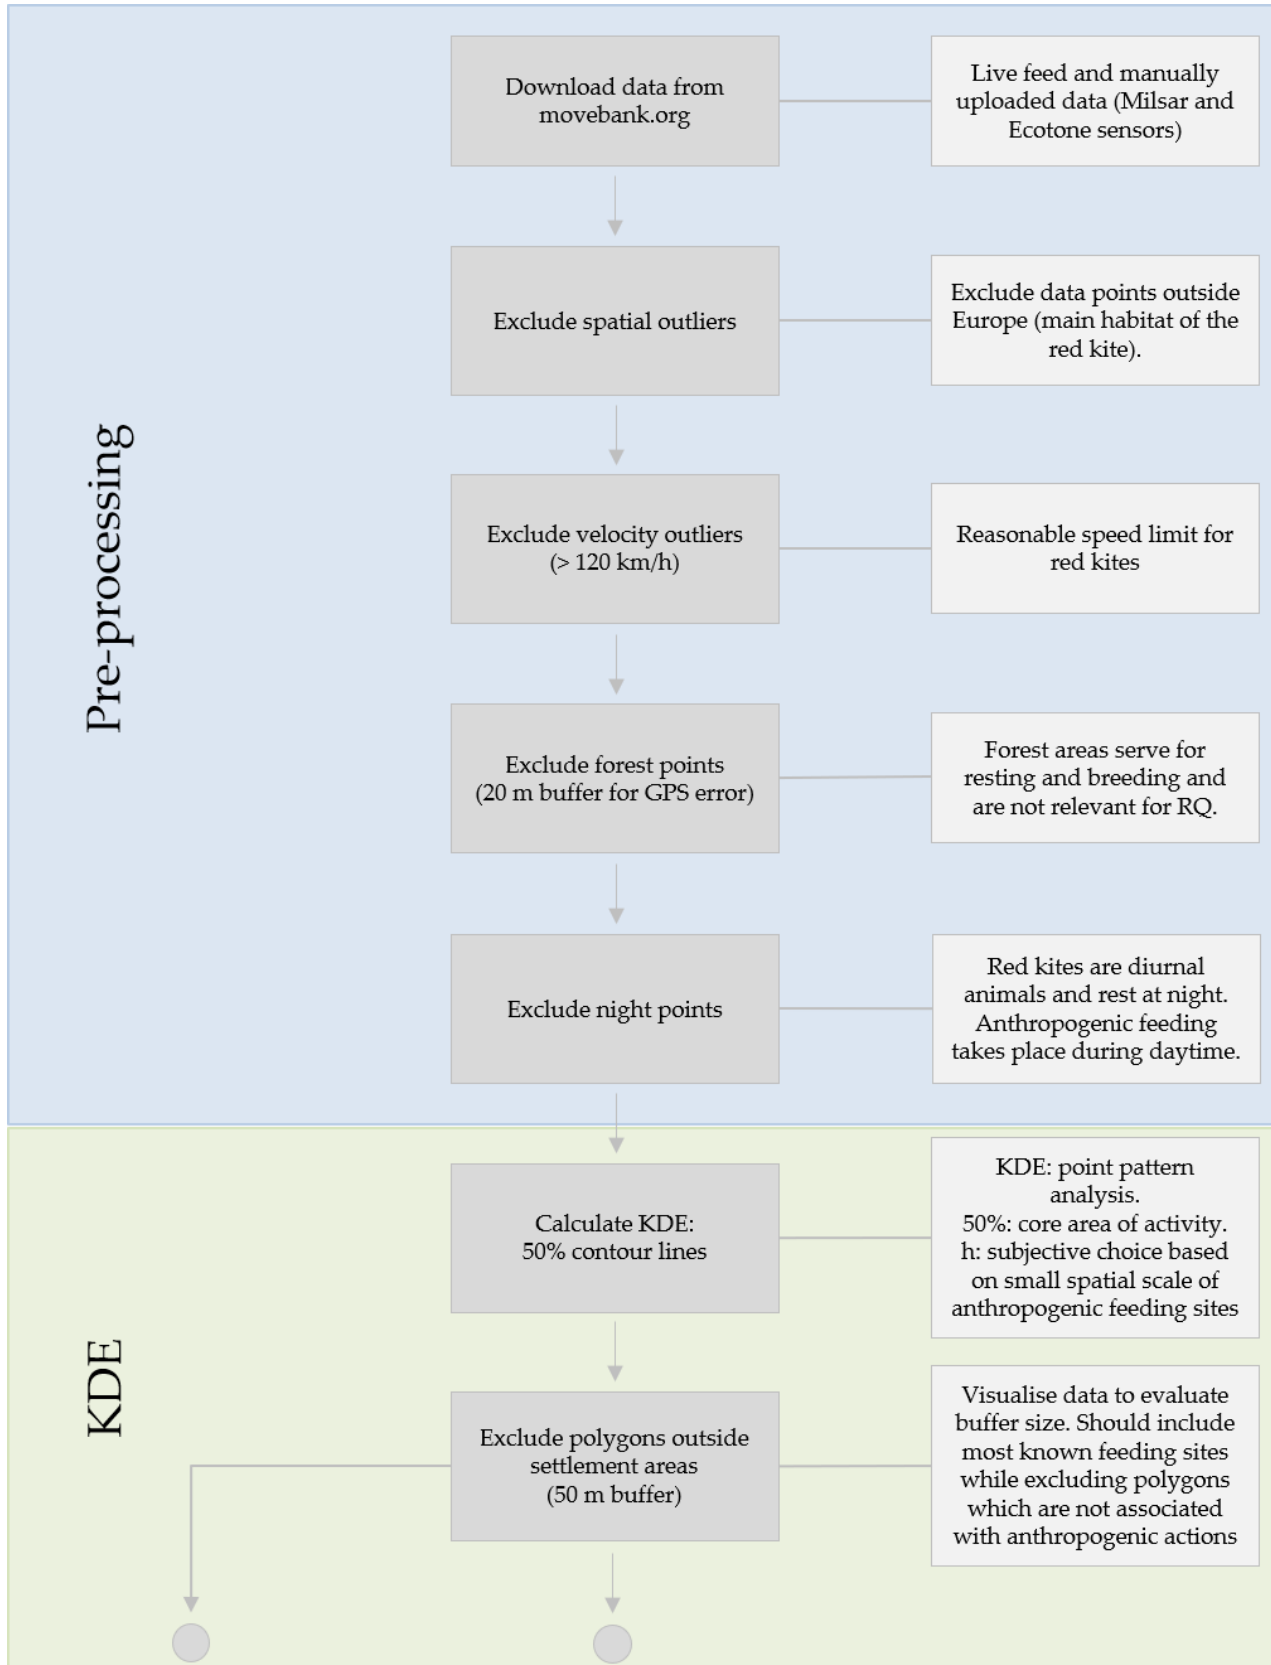 Pre-processing
Download data from
movebank.org
Live feed and manually
uploaded data (Milsar and
Ecotone sensors)
Exclude spatial outliers
Exclude data points outside
Europe (main habitat of the
red kite).
Exclude velocity outliers
(> 120 km/h)
Reasonable speed limit for
red kites
Exclude forest points
(20 m buffer for GPS error)
Forest areas serve for
resting and breeding and
are not relevant for RQ.
Exclude night points
Red kites are diurnal
animals and rest at night.
Anthropogenic feeding
takes place during daytime.
KDE
Calculate KDE:
50% contour lines
KDE: point pattern
analysis.
50%: core area of activity.
h: subjective choice based
on small spatial scale of
anthropogenic feeding sites
Exclude polygons outside
settlement areas
(50 m buffer)
Visualise data to evaluate
buffer size. Should include
most known feeding sites
while excluding polygons
which are not associated
with anthropogenic actions